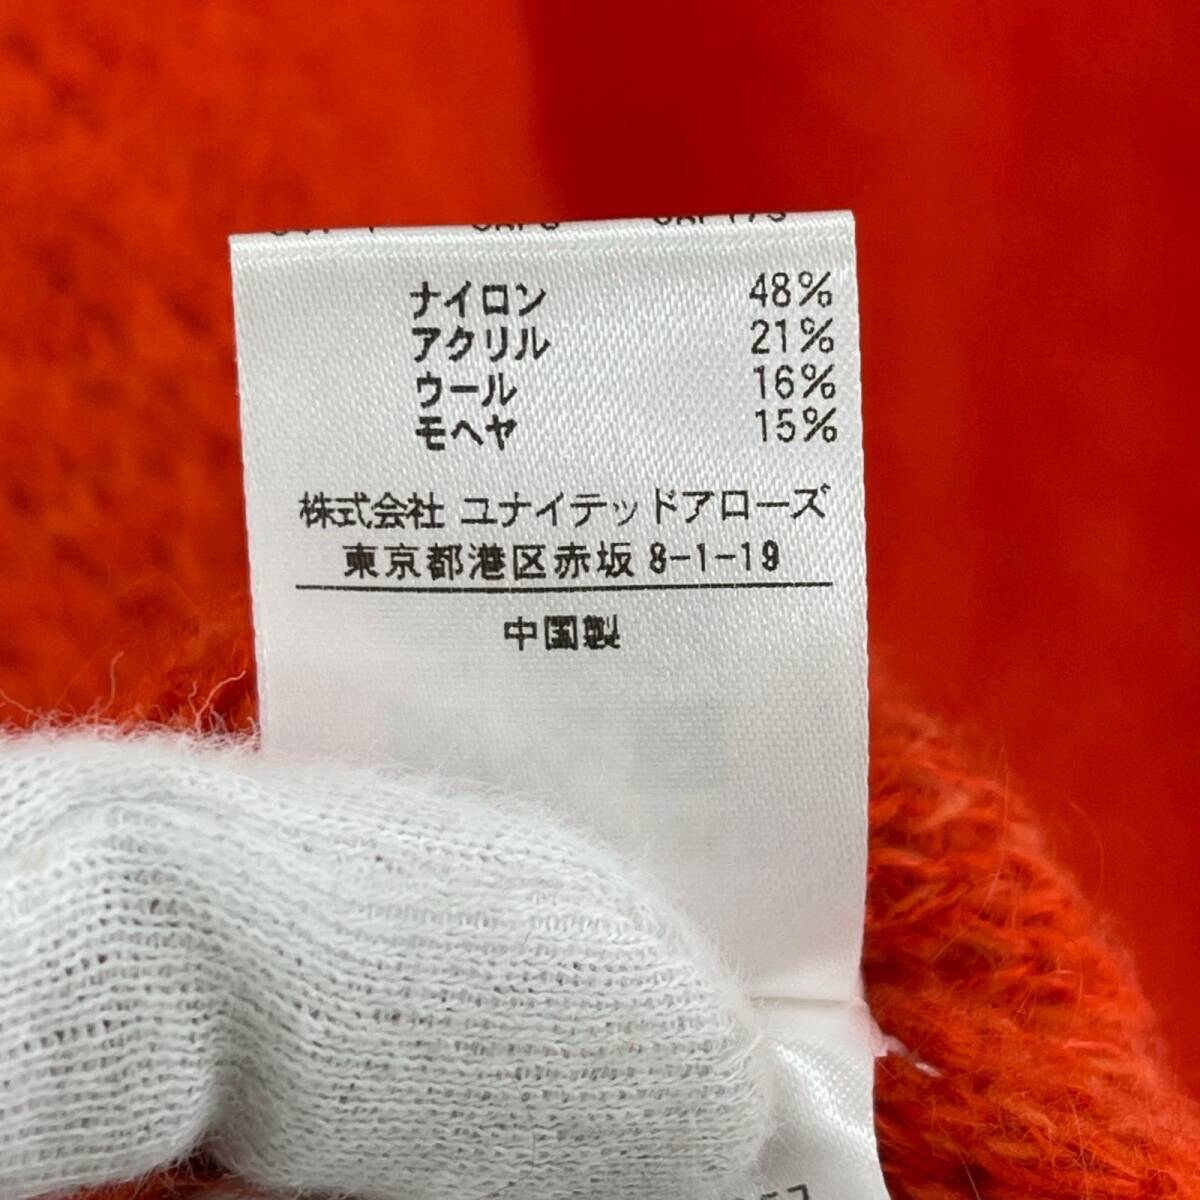 ナイロン 48%
アクリル 21%
ウール 16%
モヘヤ 15%
株式会社 ユナイテッドアローズ
東京都港区赤坂 8-1-19
中国製